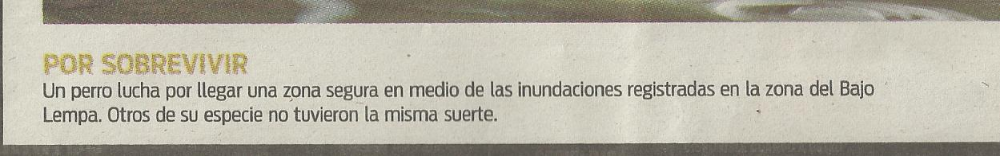 POR SOBREVIVIR
Un perro lucha por llegar una zona segura en medio de las inundaciones registradas en la zona del Bajo
Lempa. Otros de su especie no tuvieron la misma suerte.